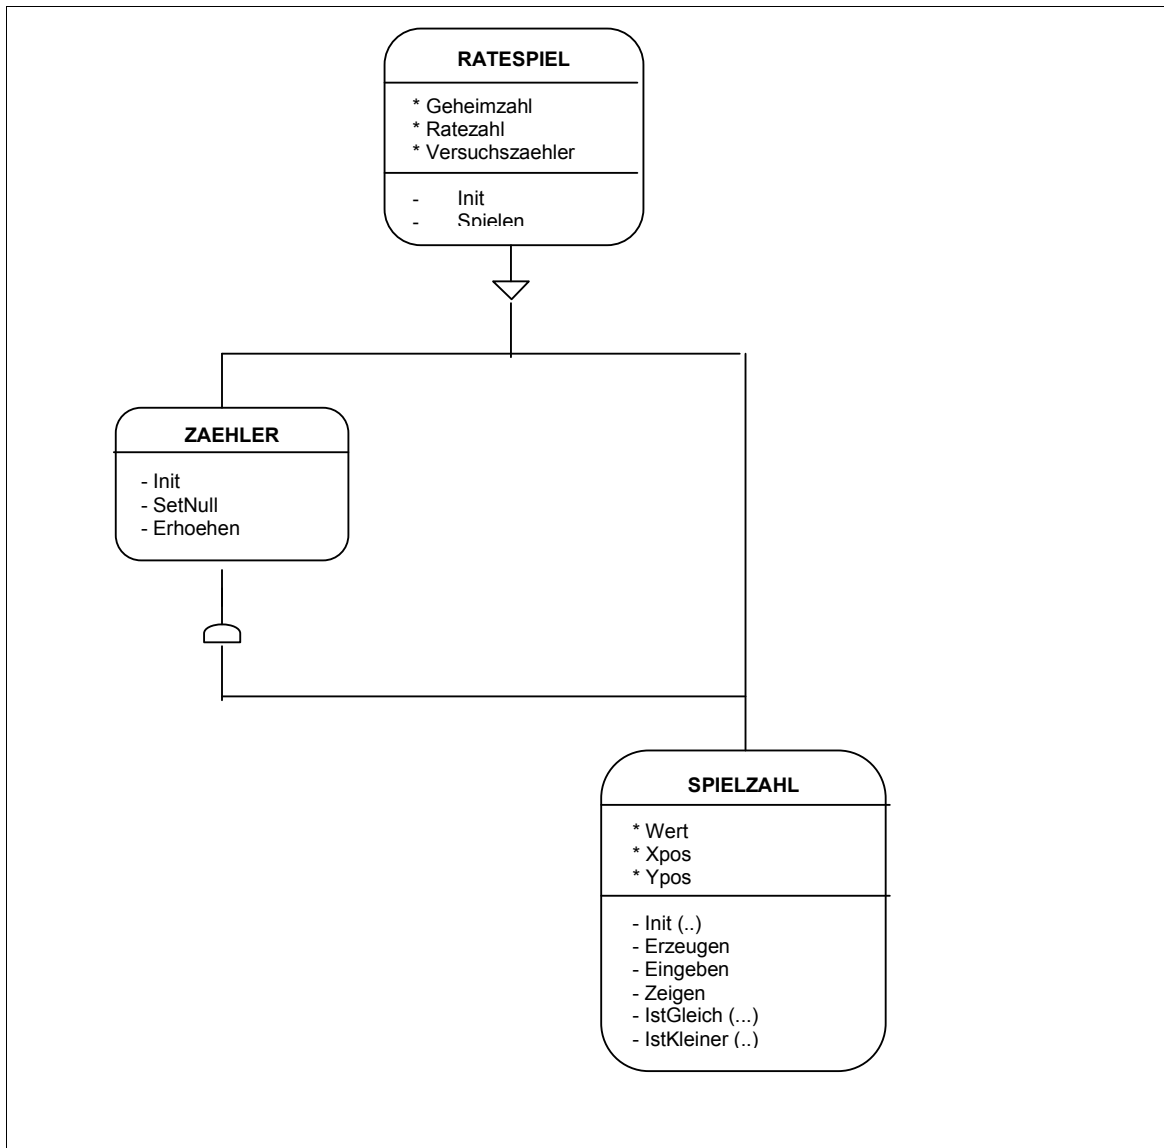 RATESPIEL
* Geheimzahl
* Ratezahl
* Versuchszaehler
- Init
- Spielen
ZAEHLER
- Init
- SetNull
- Erhoehen
SPIELZAHL
* Wert
* Xpos
* Ypos
- Init (..)
- Erzeugen
- Eingeben
- Zeigen
- IstGleich (...)
- IstKleiner (..)